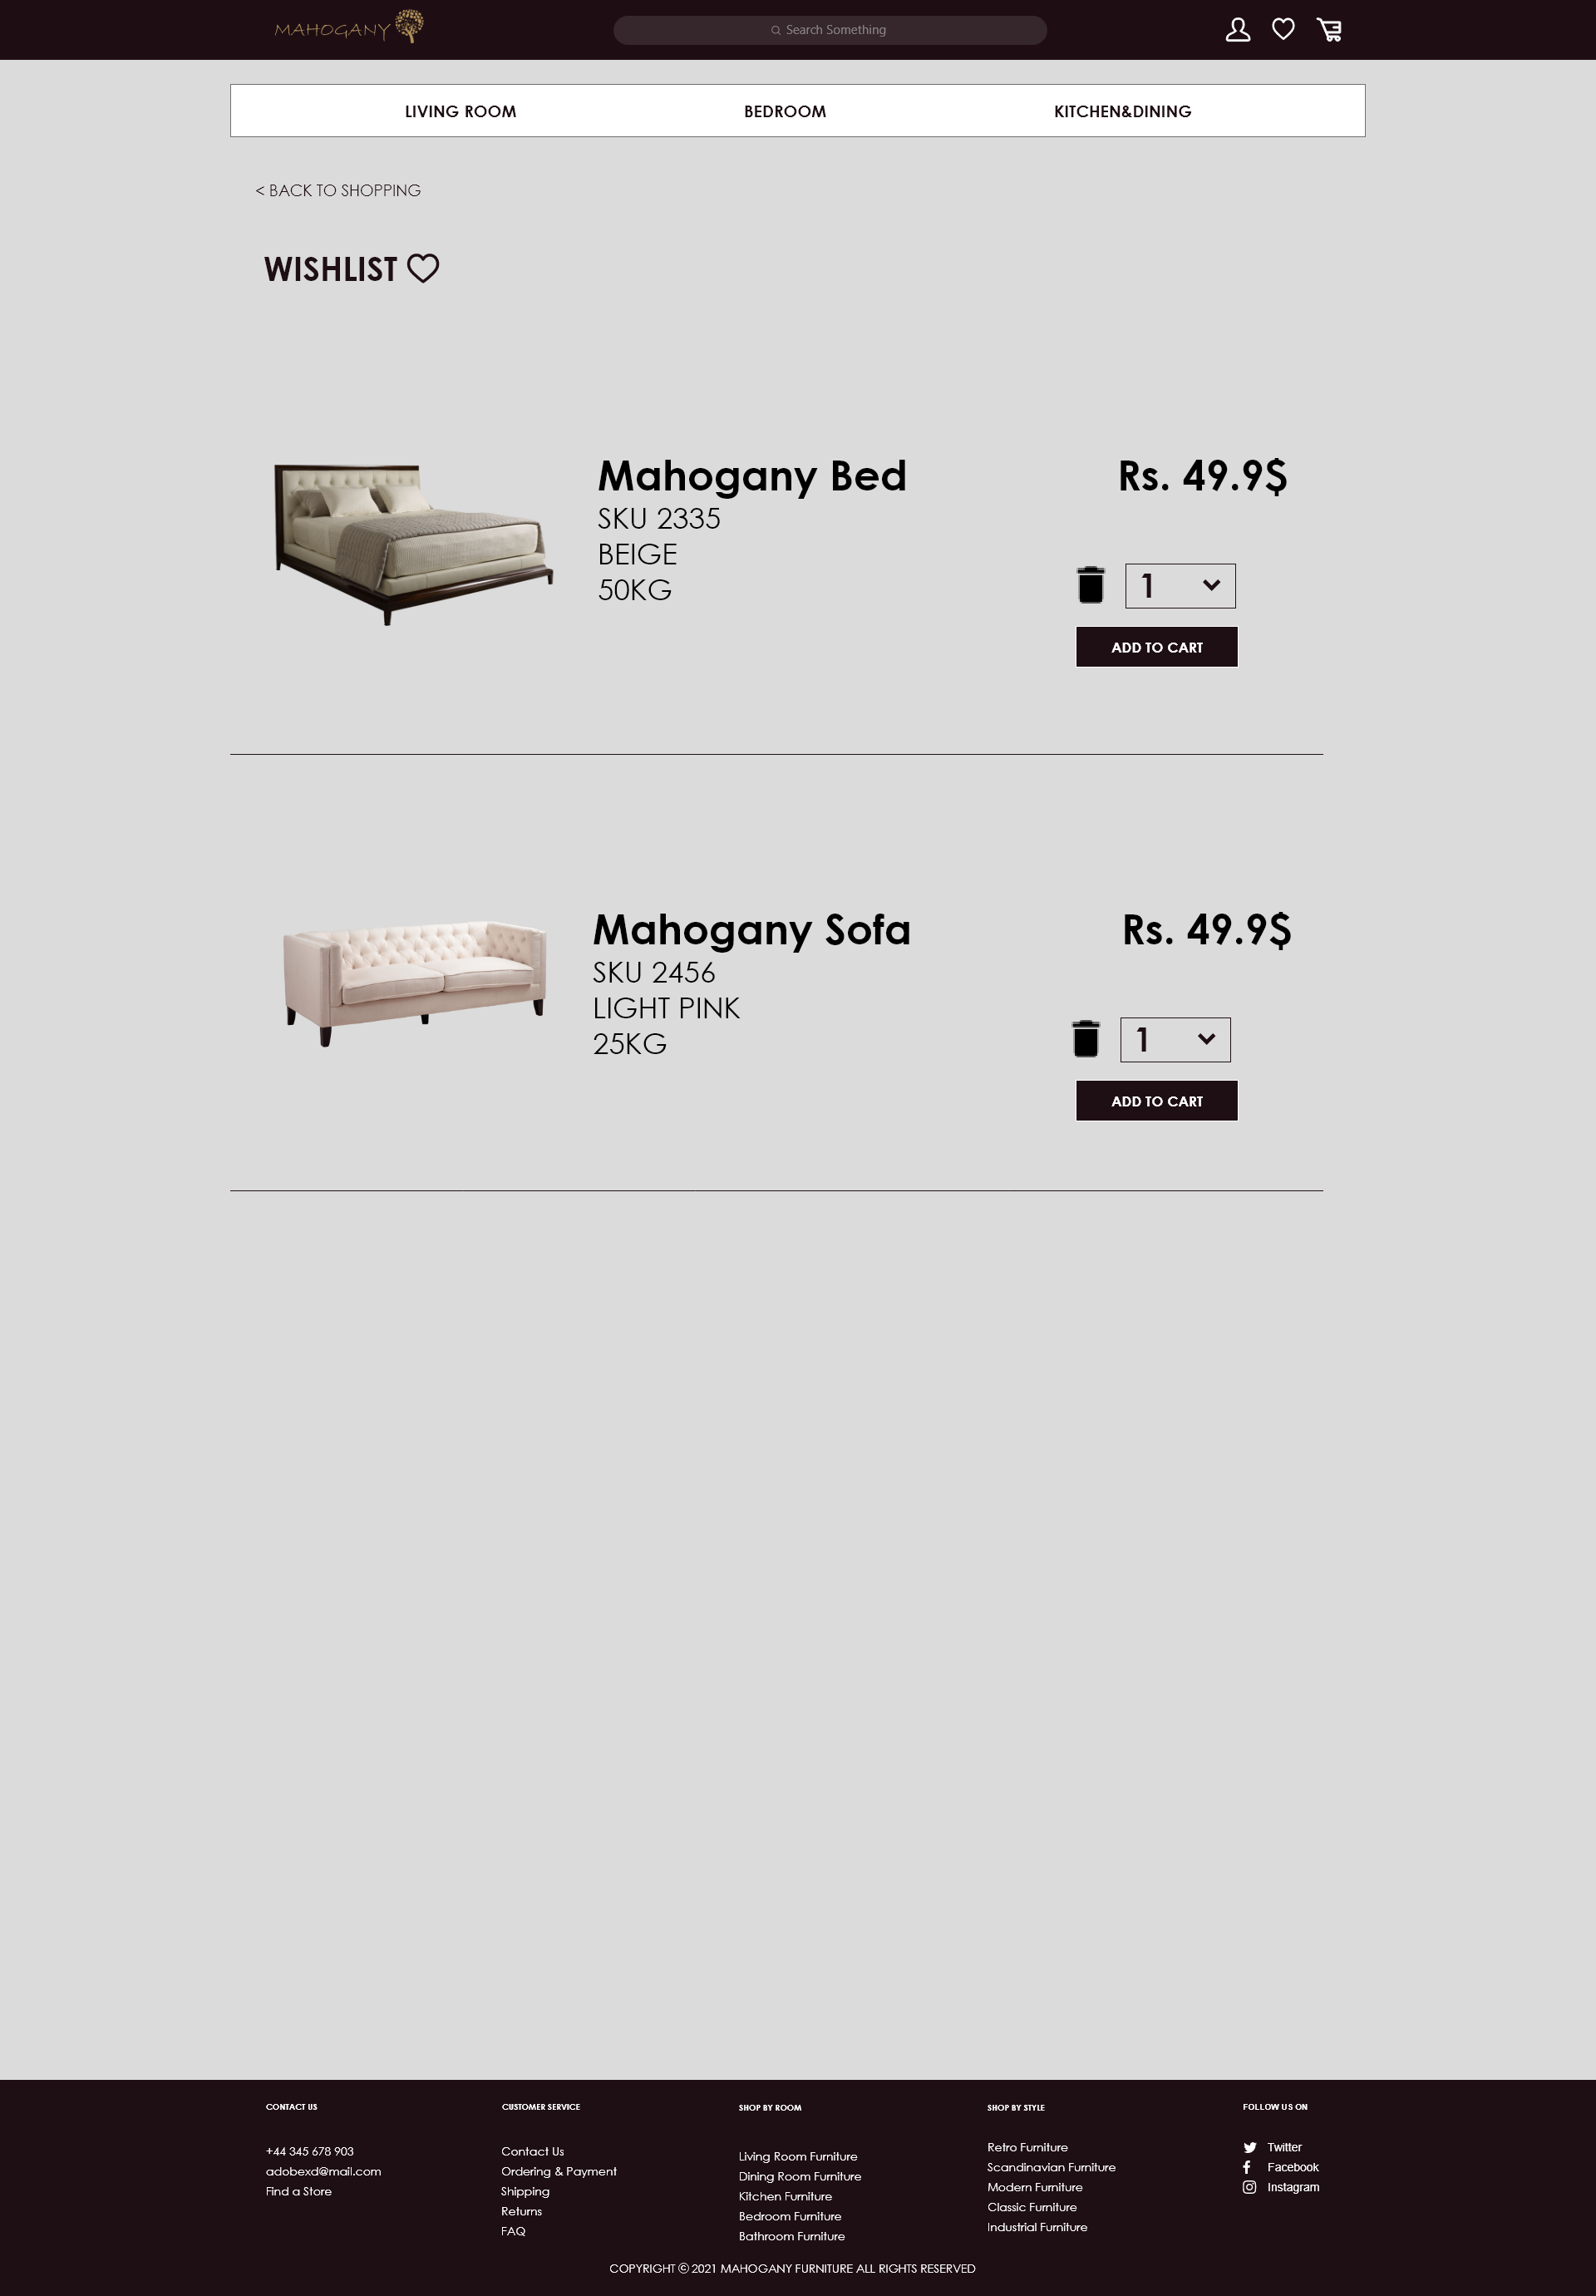 MAHOGANY
Search Something
LIVING ROOM
BEDROOM
KITCHEN&DINING
< BACK TO SHOPPING
WISHLIST
Mahogany Bed
SKU 2335
BEIGE
50KG
Rs. 49.9$
1
ADD TO CART
Mahogany Sofa
SKU 2456
LIGHT PINK
25KG
Rs. 49.9$
1
ADD TO CART
CONTACT US
+44 345 678 903
adobexd@mail.com
Find a Store
CUSTOMER SERVICE
Contact Us
Ordering & Payment
Shipping
Returns
FAQ
SHOP BY ROOM
Living Room Furniture
Dining Room Furniture
Kitchen Furniture
Bedroom Furniture
Bathroom Furniture
SHOP BY STYLE
Retro Furniture
Scandinavian Furniture
Modern Furniture
Classic Furniture
Industrial Furniture
FOLLOW US ON
Twitter
Facebook
Instagram
COPYRIGHT © 2021 MAHOGANY FURNITURE ALL RIGHTS RESERVED